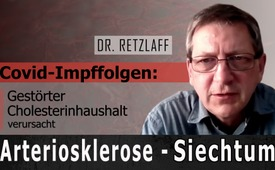 DR. RETZLAFF
Covid-Impffolgen:
Gestörter
Cholesterinhaushalt
verursacht
Arteriosklerose - Siechtum